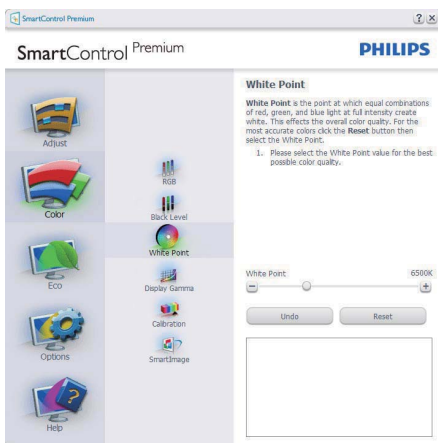 SmartControl Premium
SmartControl Premium
PHILIPS
Adjust
Color
Eco
Options
Help
RGB
Black Level
White Point
Display Gamma
Calibration
SmartImage
White Point
White Point is the point at which equal combinations
of red, green, and blue light at full intensity create
white. This effects the overall color quality. For the
most accurate colors click the Reset button then
select the White Point.
1. Please select the White Point value for the best
possible color quality.
White Point 6500K
Undo Reset